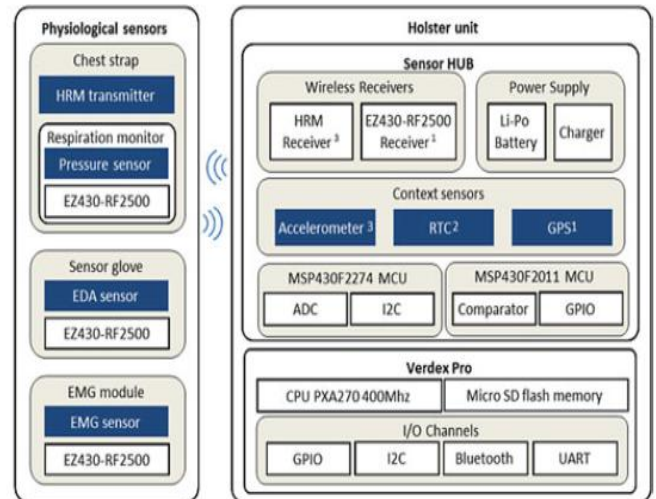 Physiological sensors
Chest strap
HRM transmitter
Respiration monitor
Pressure sensor
EZ430-RF2500
Sensor glove
EDA sensor
EZ430-RF2500
EMG module
EMG sensor
EZ430-RF2500
Holster unit
Sensor HUB
Wireless Receivers
HRM
Receiver 3
EZ430-RF2500
Receiver 1
Power Supply
Li-Po
Battery
Charger
Context sensors
Accelerometer 3
RTC2
GPS1
MSP430F2274 MCU
ADC
I2C
MSP430F2011 MCU
Comparator
GPIO
Verdex Pro
CPU PXA270 400Mhz
Micro SD flash memory
I/O Channels
GPIO
I2C
Bluetooth
UART